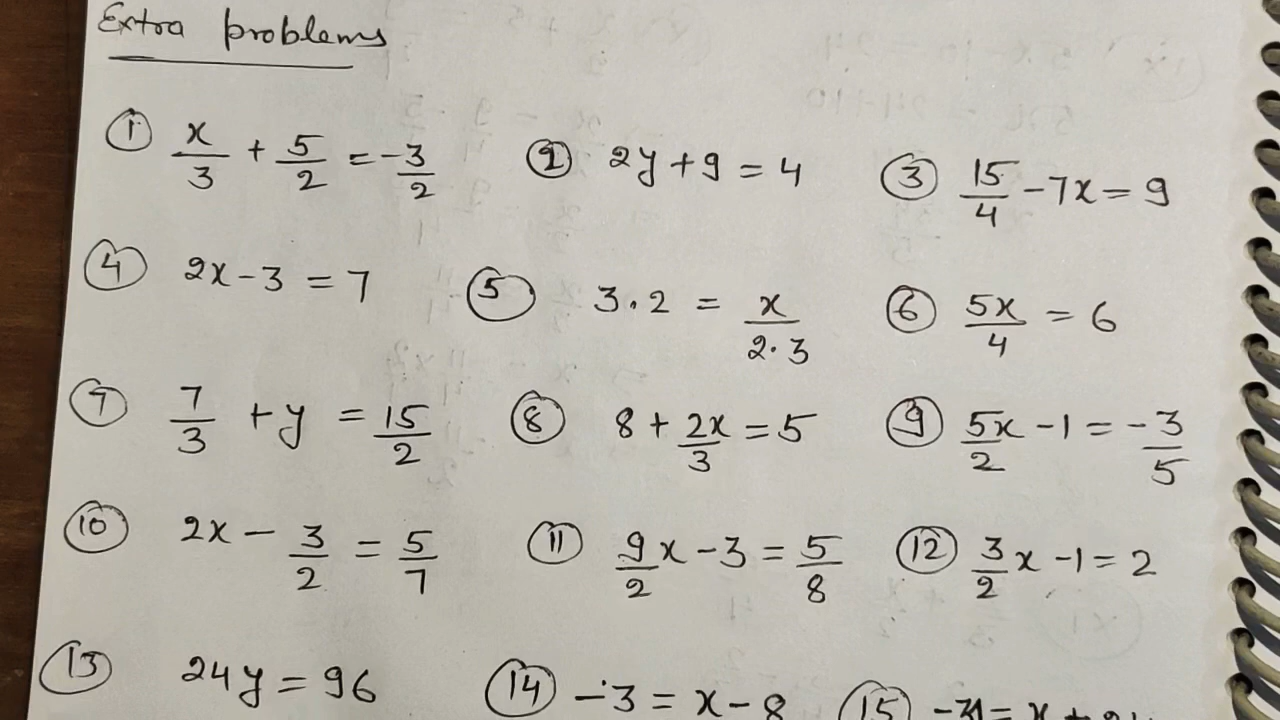 Extra problems
① x/3 + 5/2 = -3/2 ② 2y + 9 = 4 ③ 15/4 - 7x = 9
④ 2x - 3 = 7 ⑤ 3.2 = x/2.3 ⑥ 5x/4 = 6
⑦ 7/3 + y = 15/2 ⑧ 8 + 2x/3 = 5 ⑨ 5x/2 - 1 = -3/5
⑩ 2x - 3/2 = 5/7 ⑪ 9/2 x - 3 = 5/8 ⑫ 3/2 x - 1 = 2
⑬ 24y = 96 ⑭ -3 = x - 8 ⑮